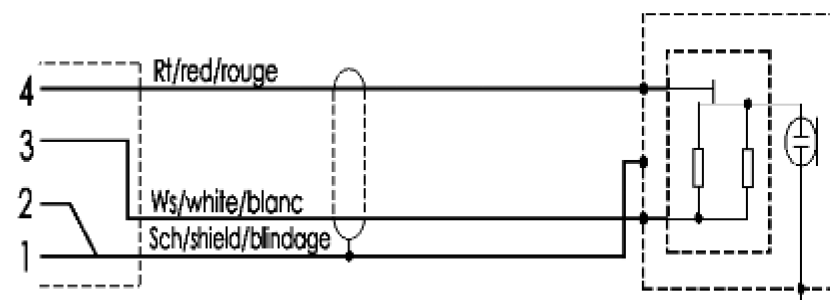 4 Rt/red/rouge
3
2 Ws/white/blanc
Sch/shield/blindage
1